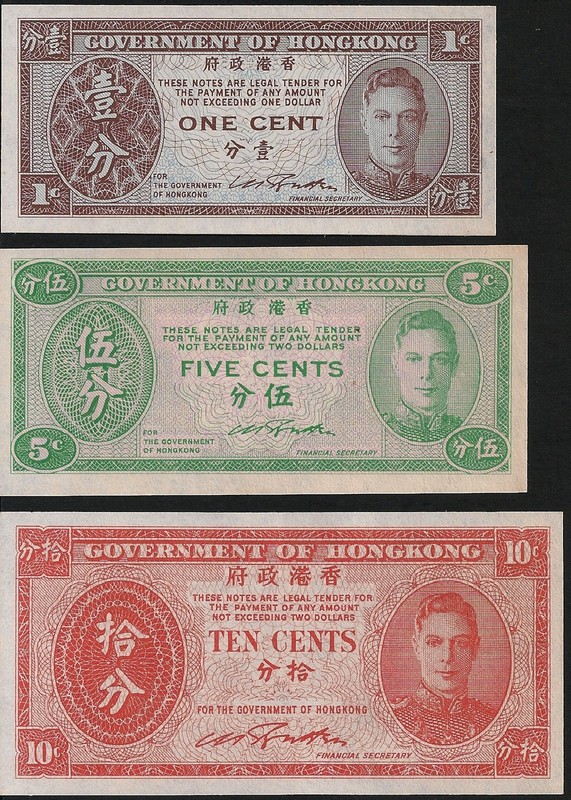 分壹 GOVERNMENT OF HONGKONG 1¢
府政港香
THESE NOTES ARE LEGAL TENDER FOR
THE PAYMENT OF ANY AMOUNT
NOT EXCEEDING ONE DOLLAR
壹分
ONE CENT
分壹
FOR
THE GOVERNMENT
OF HONGKONG
FINANCIAL SECRETARY
1¢
分壹
分伍 GOVERNMENT OF HONGKONG 5¢
府政港香
THESE NOTES ARE LEGAL TENDER
FOR THE PAYMENT OF ANY AMOUNT
NOT EXCEEDING TWO DOLLARS
伍分
FIVE CENTS
分伍
FOR
THE GOVERNMENT
OF HONGKONG
FINANCIAL SECRETARY
5¢
分伍
分拾 GOVERNMENT OF HONGKONG 10¢
府政港香
THESE NOTES ARE LEGAL TENDER FOR
THE PAYMENT OF ANY AMOUNT
NOT EXCEEDING TWO DOLLARS
拾分
TEN CENTS
分拾
FOR THE GOVERNMENT OF HONGKONG
FINANCIAL SECRETARY
10¢
分拾